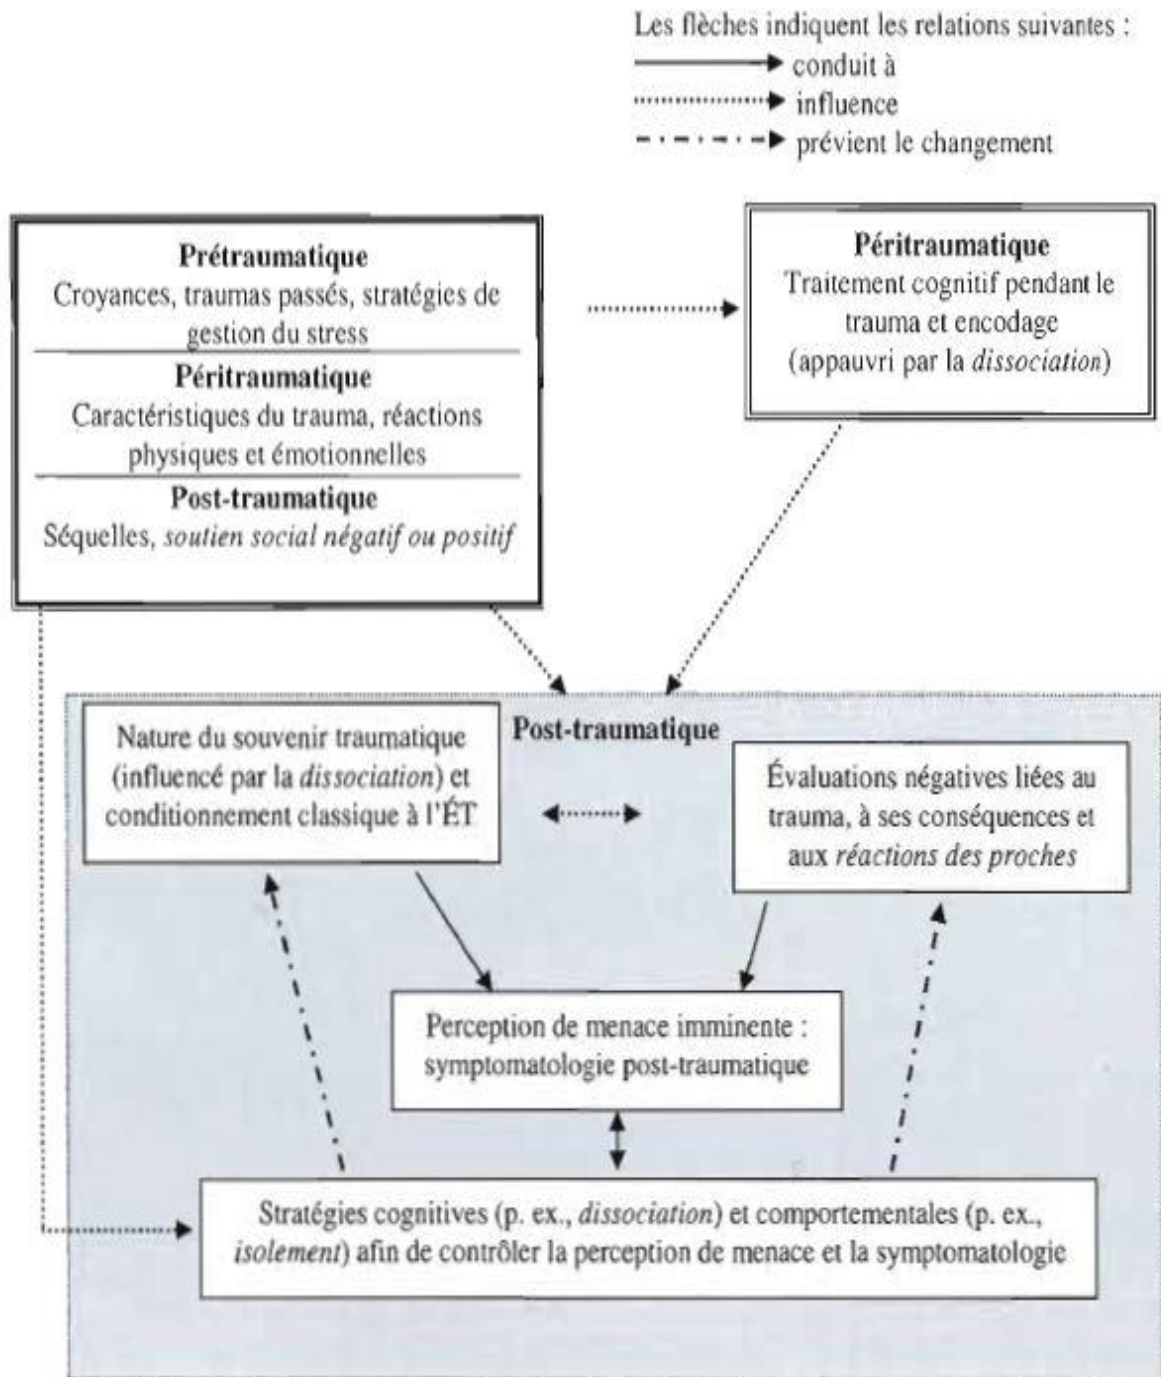 Les flèches indiquent les relations suivantes :
conduit à
influence
prévient le changement
Prétraumatique
Croyances, traumas passés, stratégies de
gestion du stress
Péritraumatique
Caractéristiques du trauma, réactions
physiques et émotionnelles
Post-traumatique
Séquelles, soutien social négatif ou positif
Péritraumatique
Traitement cognitif pendant le
trauma et encodage
(appauvri par la dissociation)
Post-traumatique
Nature du souvenir traumatique
(influencé par la dissociation) et
conditionnement classique à l'ÉT
Évaluations négatives liées au
trauma, à ses conséquences et
aux réactions des proches
Perception de menace imminente :
symptomatologie post-traumatique
Stratégies cognitives (p. ex., dissociation) et comportementales (p. ex.,
isolement) afin de contrôler la perception de menace et la symptomatologie